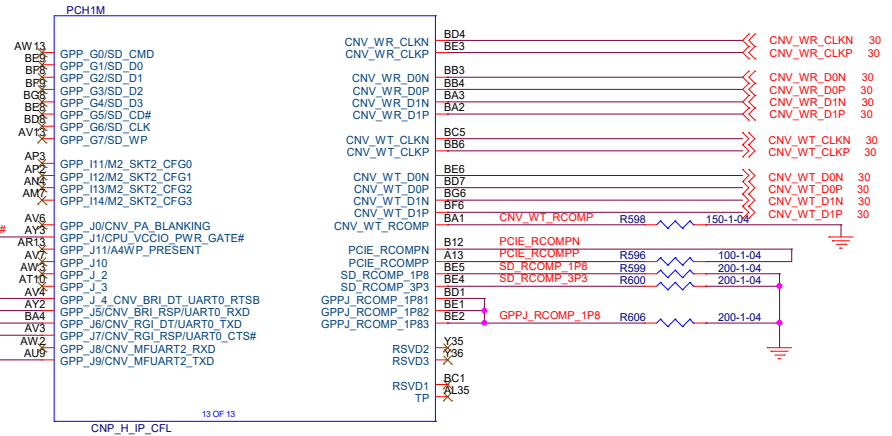 PCH1M
AW13 GPP_G0/SD_CMD
BE9 GPP_G1/SD_D0
BF8 GPP_G2/SD_D1
BF9 GPP_G3/SD_D2
BG8 GPP_G4/SD_D3
BE8 GPP_G5/SD_CD#
BD8 GPP_G6/SD_CLK
AV13 GPP_G7/SD_WP
AP3 GPP_I11/M2_SKT2_CFG0
AP2 GPP_I12/M2_SKT2_CFG1
AN4 GPP_I13/M2_SKT2_CFG2
AM7 GPP_I14/M2_SKT2_CFG3
AV6 GPP_J0/CNV_PA_BLANKING
# AY3 GPP_J1/CPU_VCCIO_PWR_GATE#
AR13 GPP_J11/A4WP_PRESENT
AV7 GPP_J10
AW3 GPP_J_2
AT10 GPP_J_3
AV4 GPP_J_4_CNV_BRI_DT_UART0_RTSB
AY2 GPP_J5/CNV_BRI_RSP/UART0_RXD
BA4 GPP_J6/CNV_RGI_DT/UART0_TXD
AV3 GPP_J7/CNV_RGI_RSP/UART0_CTS#
AW2 GPP_J8/CNV_MFUART2_RXD
AU9 GPP_J9/CNV_MFUART2_TXD
CNV_WR_CLKN BD4 CNV_WR_CLKN 30
CNV_WR_CLKP BE3 CNV_WR_CLKP 30
CNV_WR_D0N BB3 CNV_WR_D0N 30
CNV_WR_D0P BB4 CNV_WR_D0P 30
CNV_WR_D1N BA3 CNV_WR_D1N 30
CNV_WR_D1P BA2 CNV_WR_D1P 30
CNV_WT_CLKN BC5 CNV_WT_CLKN 30
CNV_WT_CLKP BB6 CNV_WT_CLKP 30
CNV_WT_D0N BE6 CNV_WT_D0N 30
CNV_WT_D0P BD7 CNV_WT_D0P 30
CNV_WT_D1N BG6 CNV_WT_D1N 30
CNV_WT_D1P BF6 CNV_WT_D1P 30
CNV_WT_RCOMP BA1 CNV_WT_RCOMP R598 150-1-04
PCIE_RCOMPN B12 PCIE_RCOMPN
PCIE_RCOMPP A13 PCIE_RCOMPP R596 100-1-04
SD_RCOMP_1P8 BE5 SD_RCOMP_1P8 R599 200-1-04
SD_RCOMP_3P3 BE4 SD_RCOMP_3P3 R600 200-1-04
GPPJ_RCOMP_1P81 BD1
GPPJ_RCOMP_1P82 BE1
GPPJ_RCOMP_1P83 BE2 GPPJ_RCOMP_1P8 R606 200-1-04
RSVD2 Y35
RSVD3 Y36
RSVD1 BC1
TP AL35
13 OF 13
CNP_H_IP_CFL